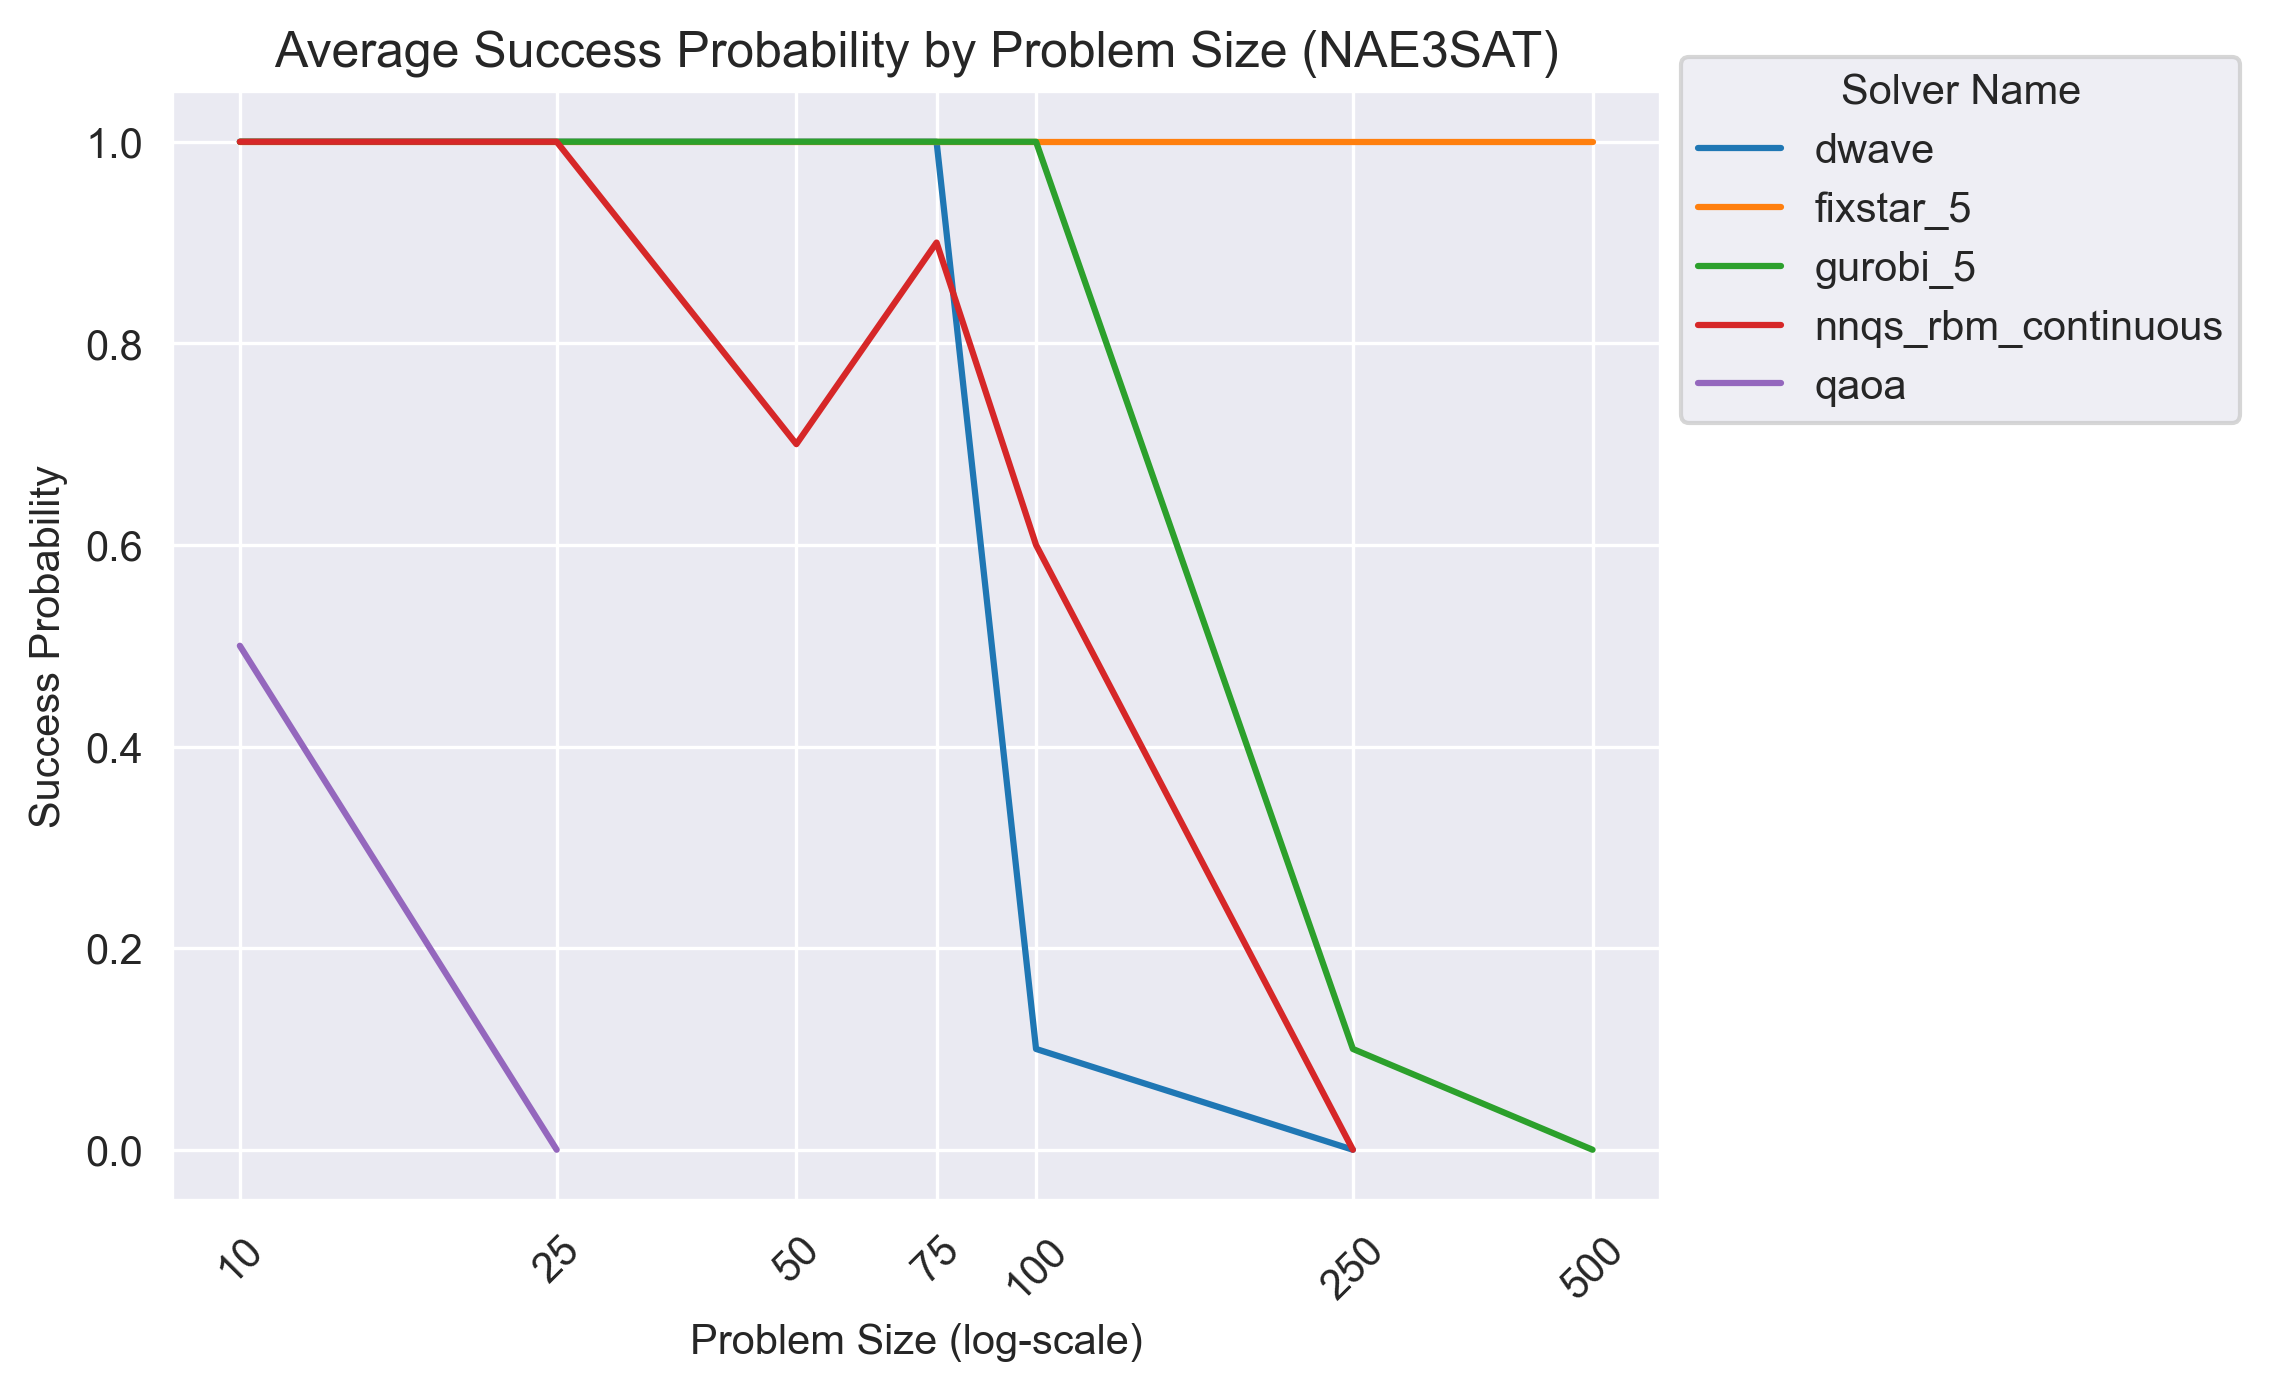 Average Success Probability by Problem Size (NAE3SAT)
Solver Name
dwave
fixstar_5
gurobi_5
nnqs_rbm_continuous
qaoa
Success Probability
1.0
0.8
0.6
0.4
0.2
0.0
10
25
50
75
100
250
500
Problem Size (log-scale)